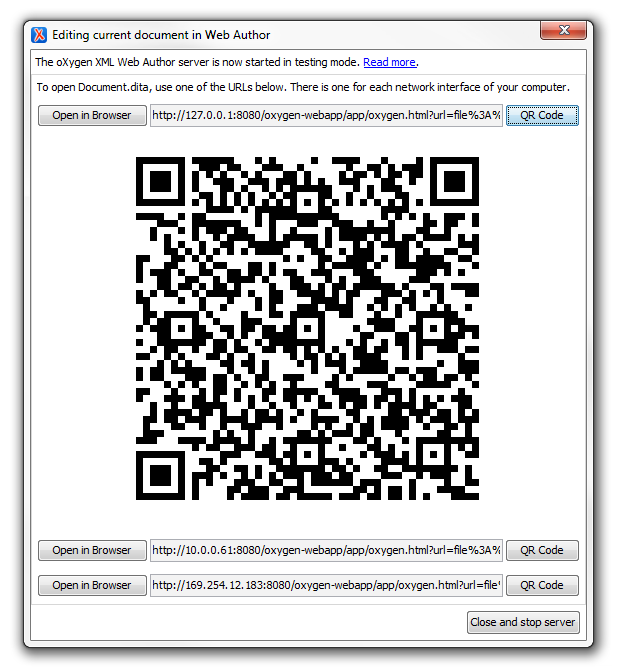 Editing current document in Web Author
The oXygen XML Web Author server is now started in testing mode. Read more.
To open Document.dita, use one of the URLs below. There is one for each network interface of your computer.
Open in Browser http://127.0.0.1:8080/oxygen-webapp/app/oxygen.html?url=file%3A% QR Code
Open in Browser http://10.0.0.61:8080/oxygen-webapp/app/oxygen.html?url=file%3A% QR Code
Open in Browser http://169.254.12.183:8080/oxygen-webapp/app/oxygen.html?url=file QR Code
Close and stop server